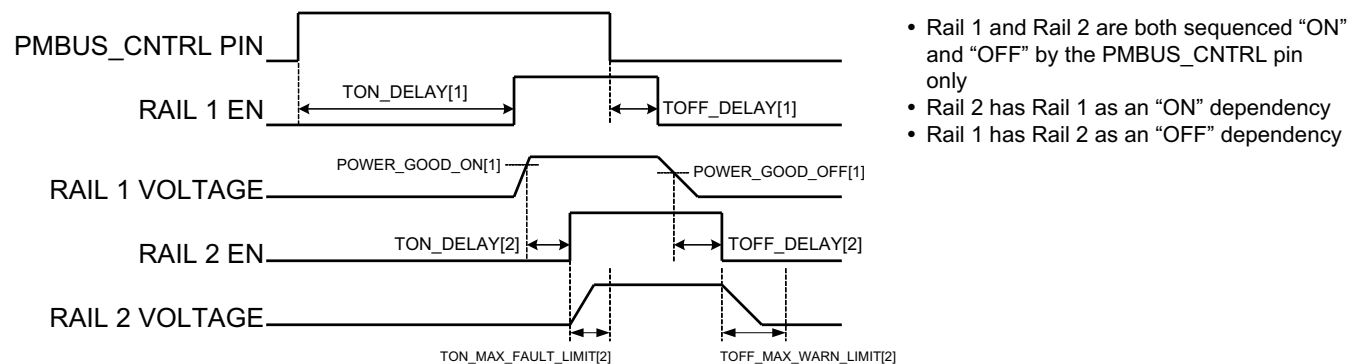 PMBUS_CNTRL PIN
RAIL 1 EN
TON_DELAY[1]
TOFF_DELAY[1]
RAIL 1 VOLTAGE
POWER_GOOD_ON[1]
POWER_GOOD_OFF[1]
RAIL 2 EN
TON_DELAY[2]
TOFF_DELAY[2]
RAIL 2 VOLTAGE
TON_MAX_FAULT_LIMIT[2]
TOFF_MAX_WARN_LIMIT[2]
• Rail 1 and Rail 2 are both sequenced “ON”
and “OFF” by the PMBUS_CNTRL pin
only
• Rail 2 has Rail 1 as an “ON” dependency
• Rail 1 has Rail 2 as an “OFF” dependency